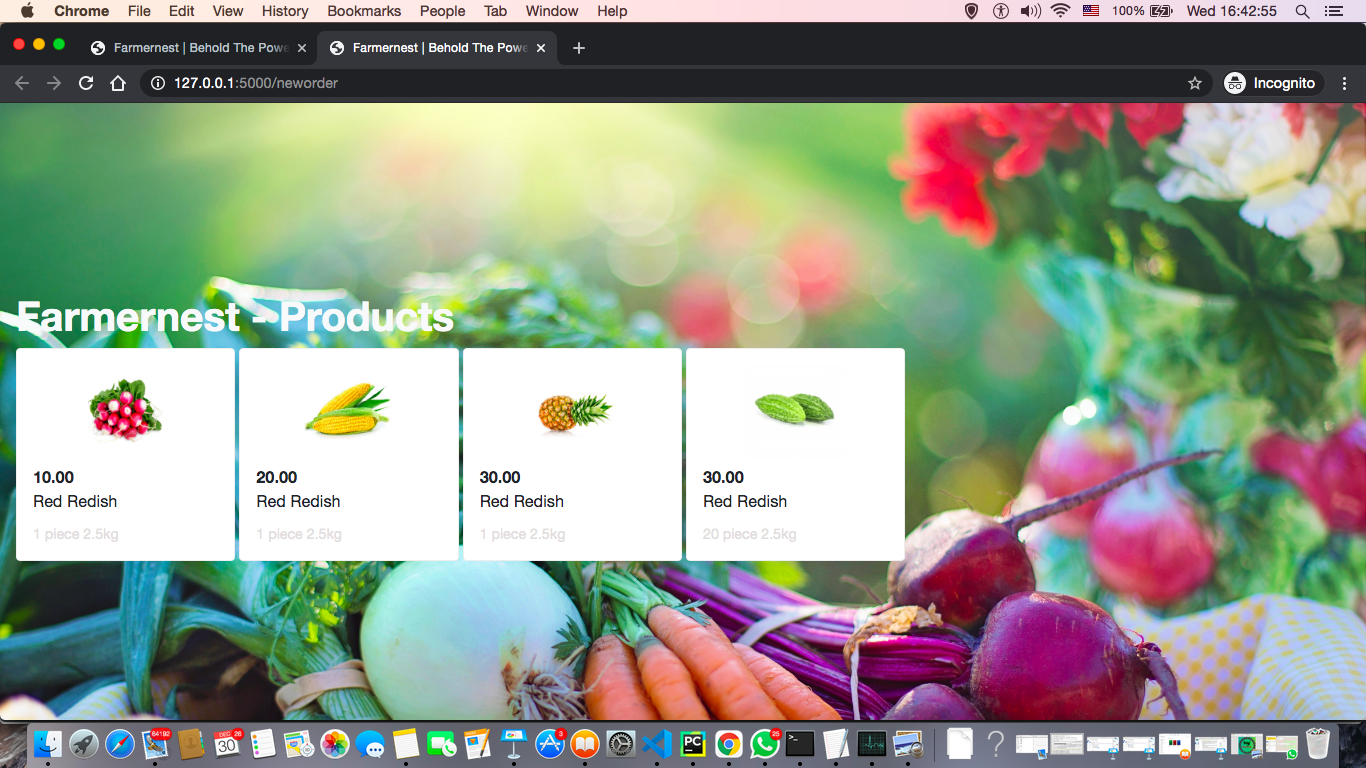 Chrome File Edit View History Bookmarks People Tab Window Help 100% Wed 16:42:55
Farmernest | Behold The Powe Farmernest | Behold The Powe
127.0.0.1:5000/neworder Incognito
Farmernest - Products
10.00 20.00 30.00 30.00
Red Redish Red Redish Red Redish Red Redish
1 piece 2.5kg 1 piece 2.5kg 1 piece 2.5kg 20 piece 2.5kg
84192 DEC 26 3 25
30 PC